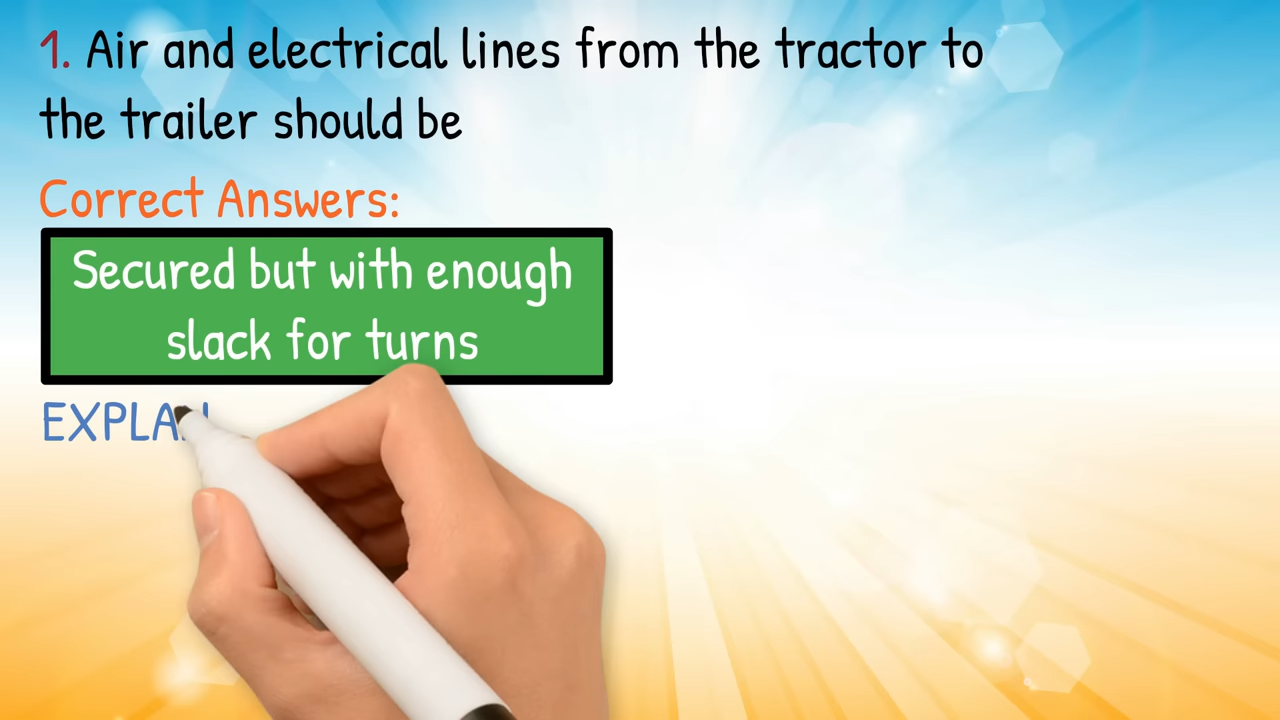 1. Air and electrical lines from the tractor to
the trailer should be
Correct Answers:
Secured but with enough
slack for turns